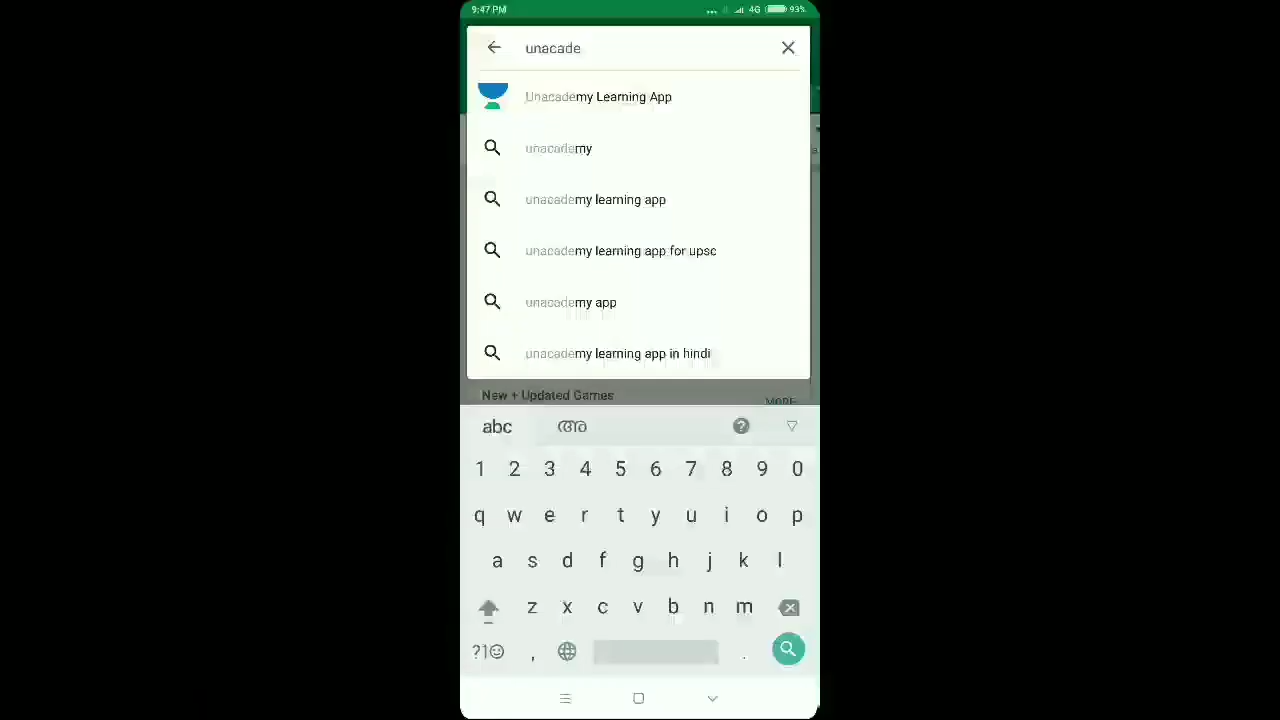 9:47 PM
4G
93%
unacade
Unacademy Learning App
unacademy
unacademy learning app
unacademy learning app for upsc
unacademy app
unacademy learning app in hindi
New + Updated Games
MORE
abc
അ
?
1 2 3 4 5 6 7 8 9 0
q w e r t y u i o p
a s d f g h j k l
z x c v b n m
?1☺ , .